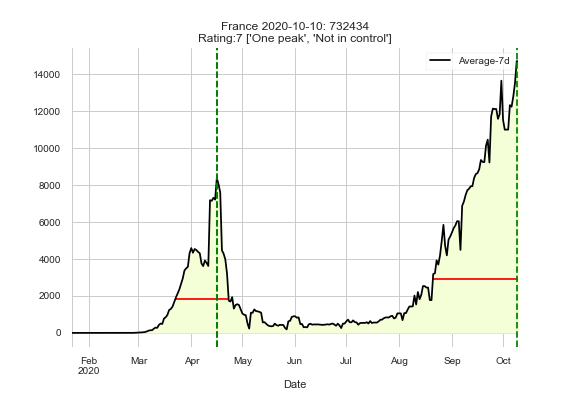 France 2020-10-10: 732434
Rating:7 ['One peak', 'Not in control']
Average-7d
14000
12000
10000
8000
6000
4000
2000
0
Feb Mar Apr May Jun Jul Aug Sep Oct
2020
Date